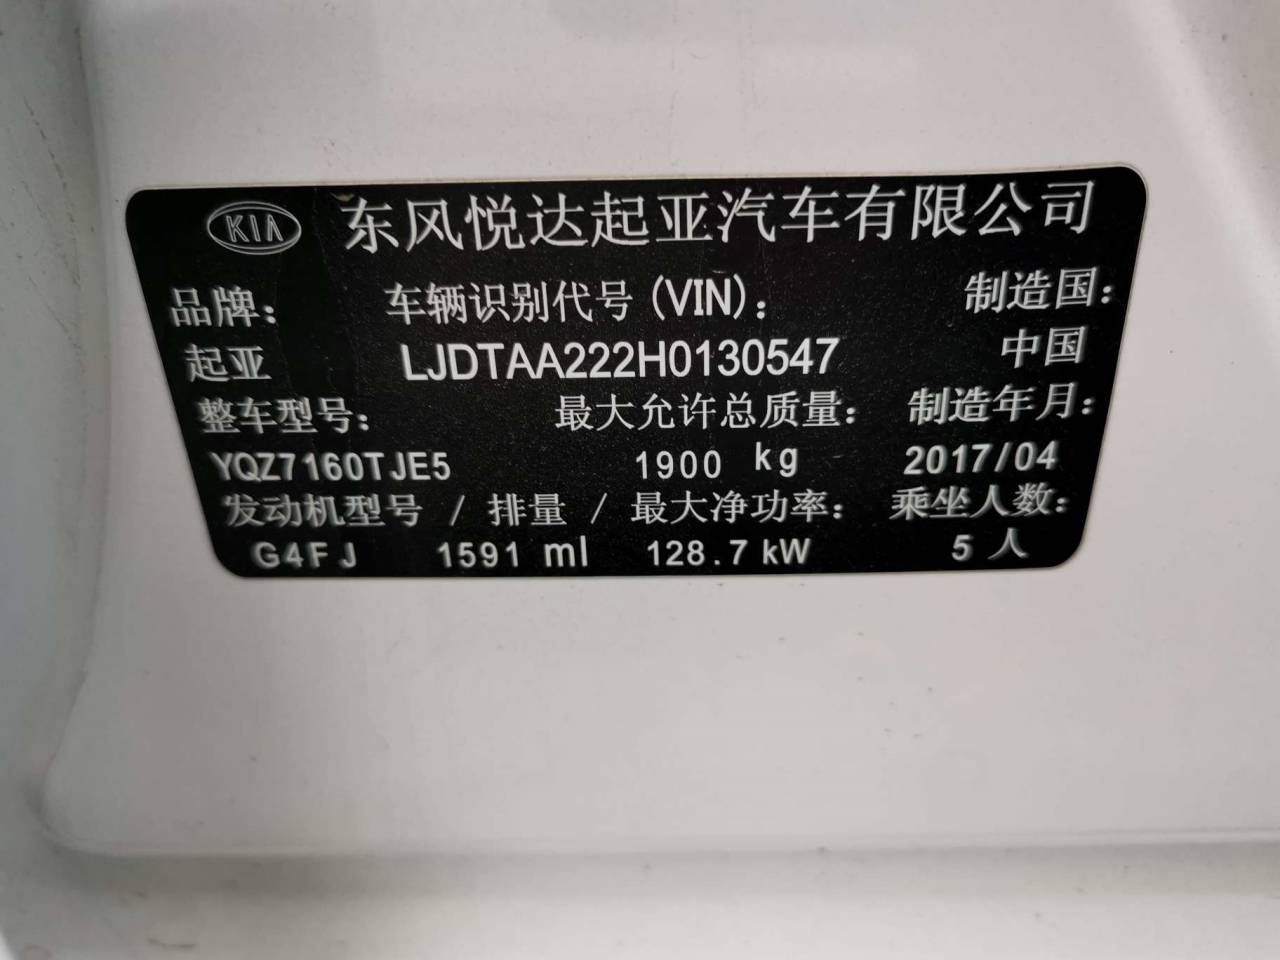 KIA 东风悦达起亚汽车有限公司
品牌: 车辆识别代号(VIN): 制造国:
起亚 LJDTAA222H0130547 中国
整车型号: 最大允许总质量: 制造年月:
YQZ7160TJE5 1900 kg 2017/04
发动机型号 / 排量 / 最大净功率: 乘坐人数:
G4FJ 1591 ml 128.7 kW 5 人